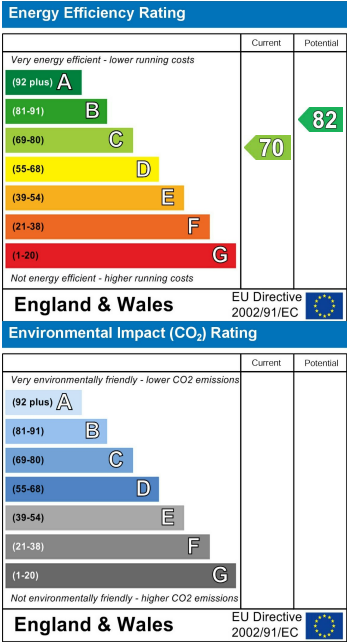 Energy Efficiency Rating
Current Potential
Very energy efficient - lower running costs
(92 plus) A
(81-91) B
82
(69-80) C
70
(55-68) D
(39-54) E
(21-38) F
(1-20) G
Not energy efficient - higher running costs
England & Wales
EU Directive
2002/91/EC
Environmental Impact (CO₂) Rating
Current Potential
Very environmentally friendly - lower CO2 emissions
(92 plus) A
(81-91) B
(69-80) C
(55-68) D
(39-54) E
(21-38) F
(1-20) G
Not environmentally friendly - higher CO2 emissions
England & Wales
EU Directive
2002/91/EC